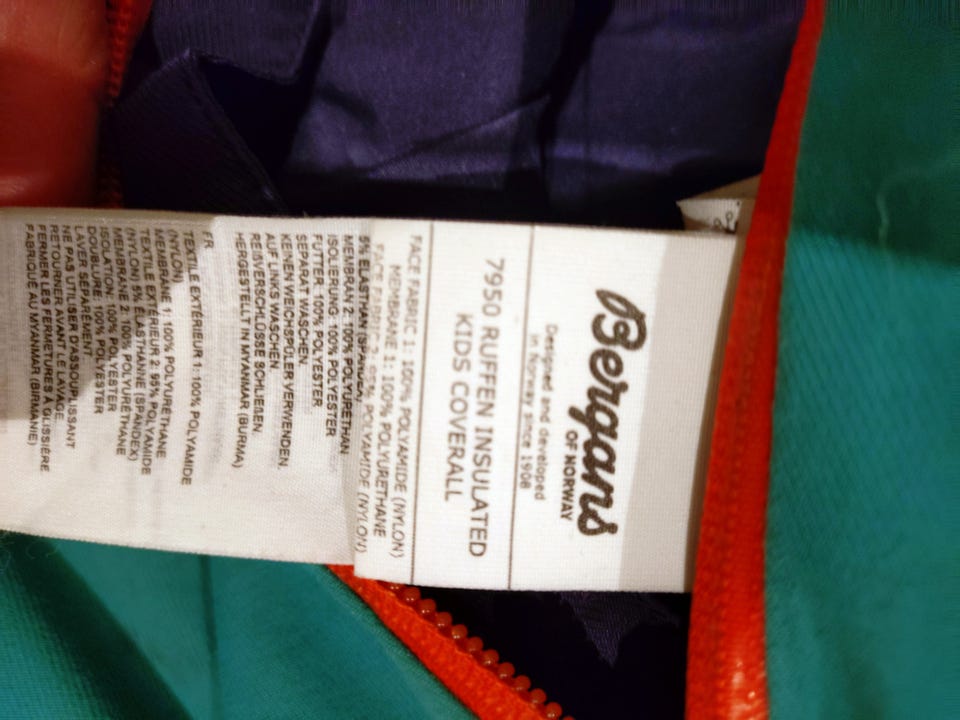 Bergans
OF NORWAY
Designed and developed
in Norway since 1908
7950 RUFFEN INSULATED
KIDS COVERALL
FACE FABRIC 1: 100% POLYAMIDE (NYLON)
MEMBRANE 1: 100% POLYURETHANE
FACE FABRIC 2: 95% POLYAMIDE (NYLON)
5% ELASTHAN (SPANDEX)
MEMBRAN 2: 100% POLYURETHAN
ISOLIERUNG: 100% POLYESTER
FUTTER: 100% POLYESTER
SEPARAT WASCHEN.
KEINEN WEICHSPÜLER VERWENDEN.
AUF LINKS WASCHEN.
REIßVERSCHLÜSSE SCHLIEßEN.
HERGESTELLT IN MYANMAR (BURMA)
FR
TEXTILE EXTÉRIEUR 1: 100% POLYAMIDE
(NYLON)
MEMBRANE 1: 100% POLYURÉTHANE
TEXTILE EXTÉRIEUR 2: 95% POLYAMIDE
(NYLON) 5% ÉLASTHANNE (SPANDEX)
MEMBRANE 2: 100% POLYURÉTHANE
ISOLATION: 100% POLYESTER
DOUBLURE: 100% POLYESTER
LAVER SÉPARÉMENT
NE PAS UTILISER D'ASSOUPLISSANT
RETOURNER AVANT LE LAVAGE.
FERMER LES FERMETURES À GLISSIÈRE
FABRIQUÉ AU MYANMAR (BIRMANIE)